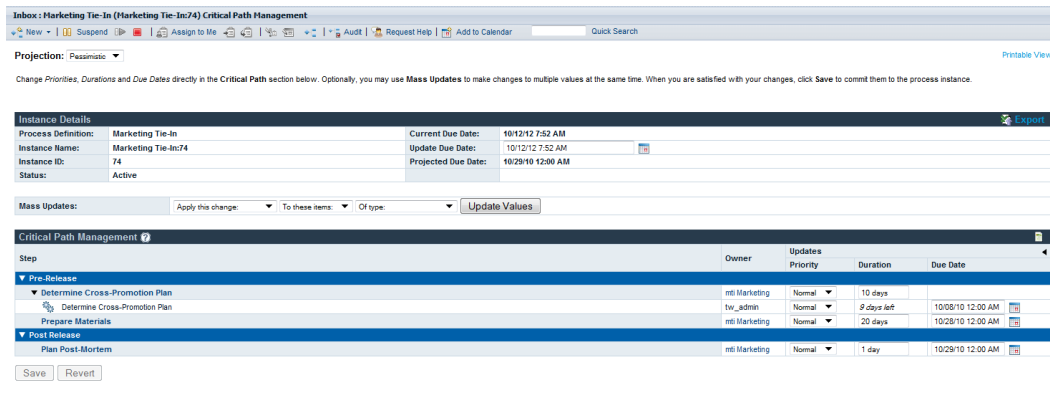 Inbox : Marketing Tie-In (Marketing Tie-In:74) Critical Path Management
New Suspend Assign to Me Audit Request Help Add to Calendar Quick Search
Projection: Pessimistic Printable View
Change Priorities, Durations and Due Dates directly in the Critical Path section below. Optionally, you may use Mass Updates to make changes to multiple values at the same time. When you are satisfied with your changes, click Save to commit them to the process instance.
Instance Details Export
Process Definition: Marketing Tie-In Current Due Date: 10/12/12 7:52 AM
Instance Name: Marketing Tie-In:74 Update Due Date: 10/12/12 7:52 AM
Instance ID: 74 Projected Due Date: 10/29/10 12:00 AM
Status: Active
Mass Updates: Apply this change: To these items: Of type: Update Values
Critical Path Management ?
Step Owner Updates
Priority Duration Due Date
Pre-Release
Determine Cross-Promotion Plan mti Marketing Normal 10 days
Determine Cross-Promotion Plan tw_admin Normal 9 days left 10/08/10 12:00 AM
Prepare Materials mti Marketing Normal 20 days 10/28/10 12:00 AM
Post Release
Plan Post-Mortem mti Marketing Normal 1 day 10/29/10 12:00 AM
Save Revert